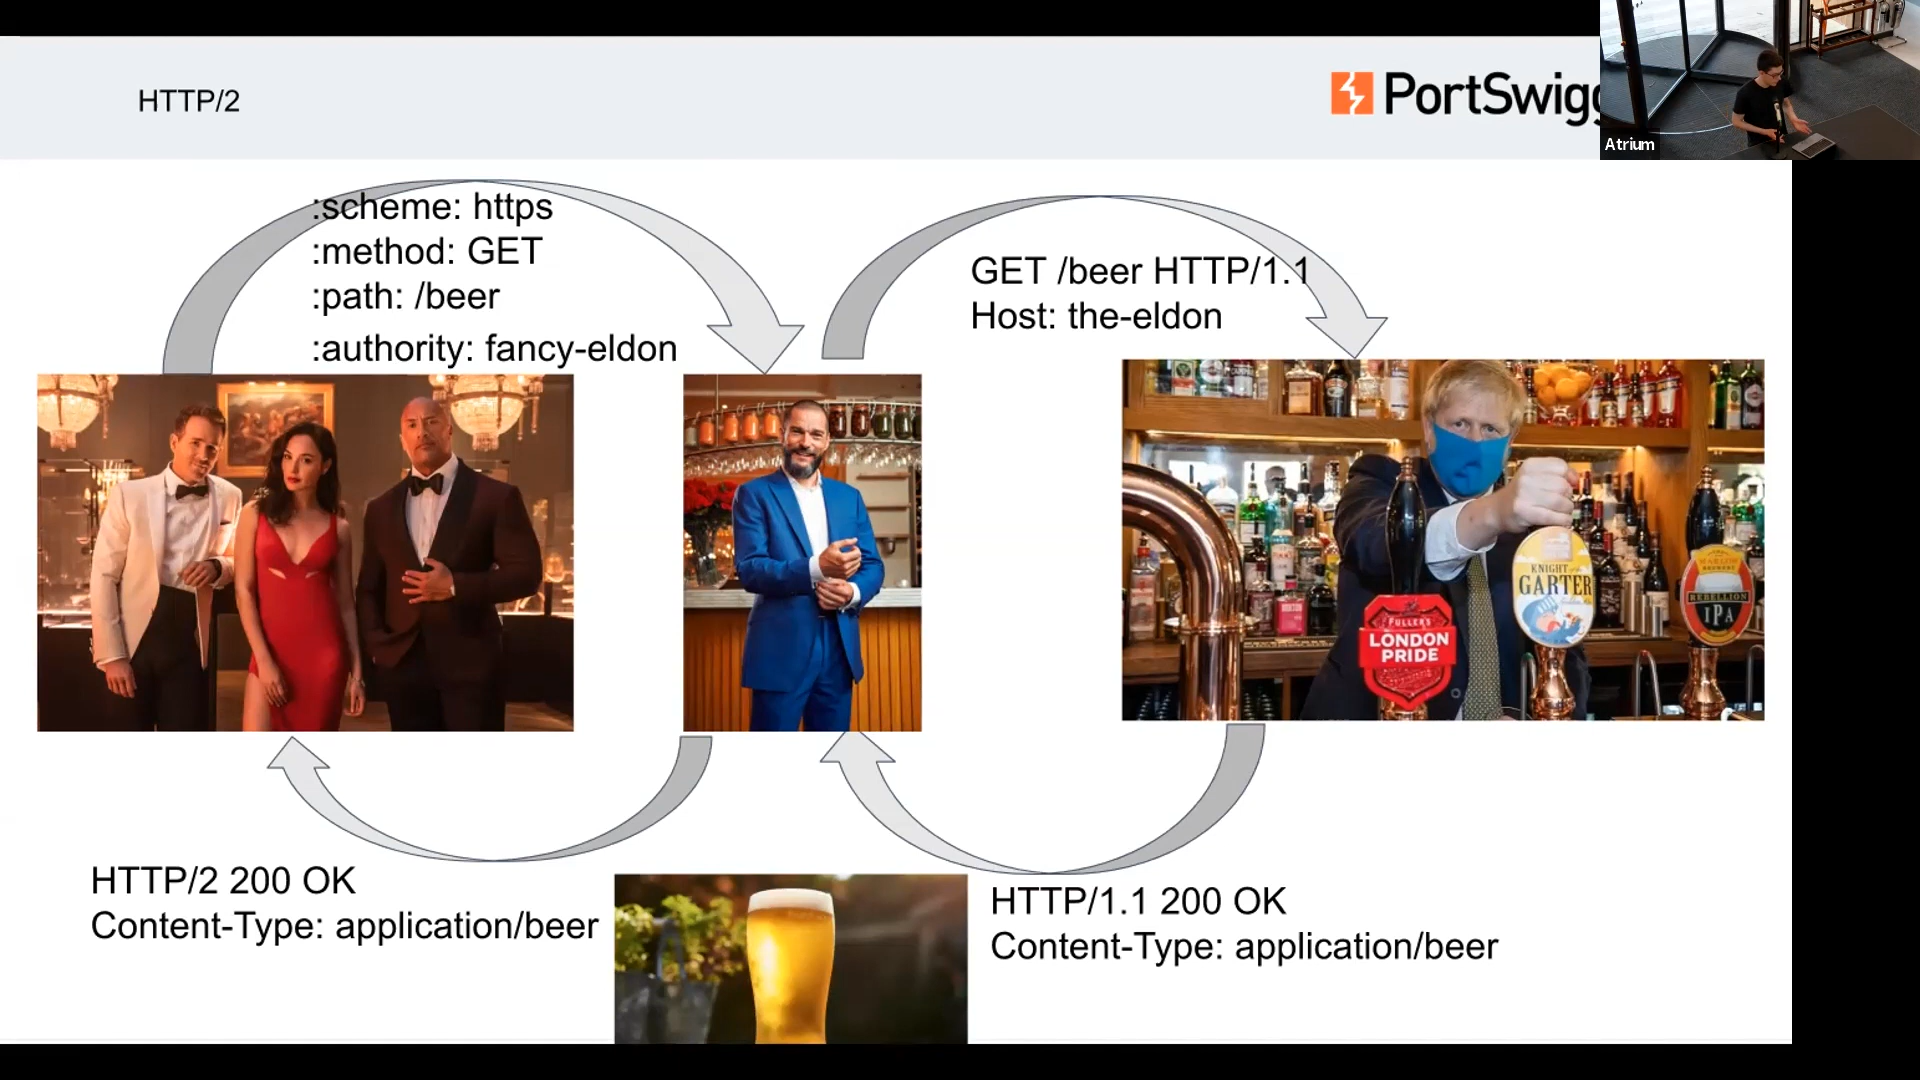 HTTP/2
PortSwigg
Atrium
:scheme: https
:method: GET
:path: /beer
:authority: fancy-eldon
GET /beer HTTP/1.1
Host: the-eldon
KNIGHT
GARTER
REBELLION
IPA
FULLER'S
LONDON
PRIDE
HTTP/2 200 OK
Content-Type: application/beer
HTTP/1.1 200 OK
Content-Type: application/beer